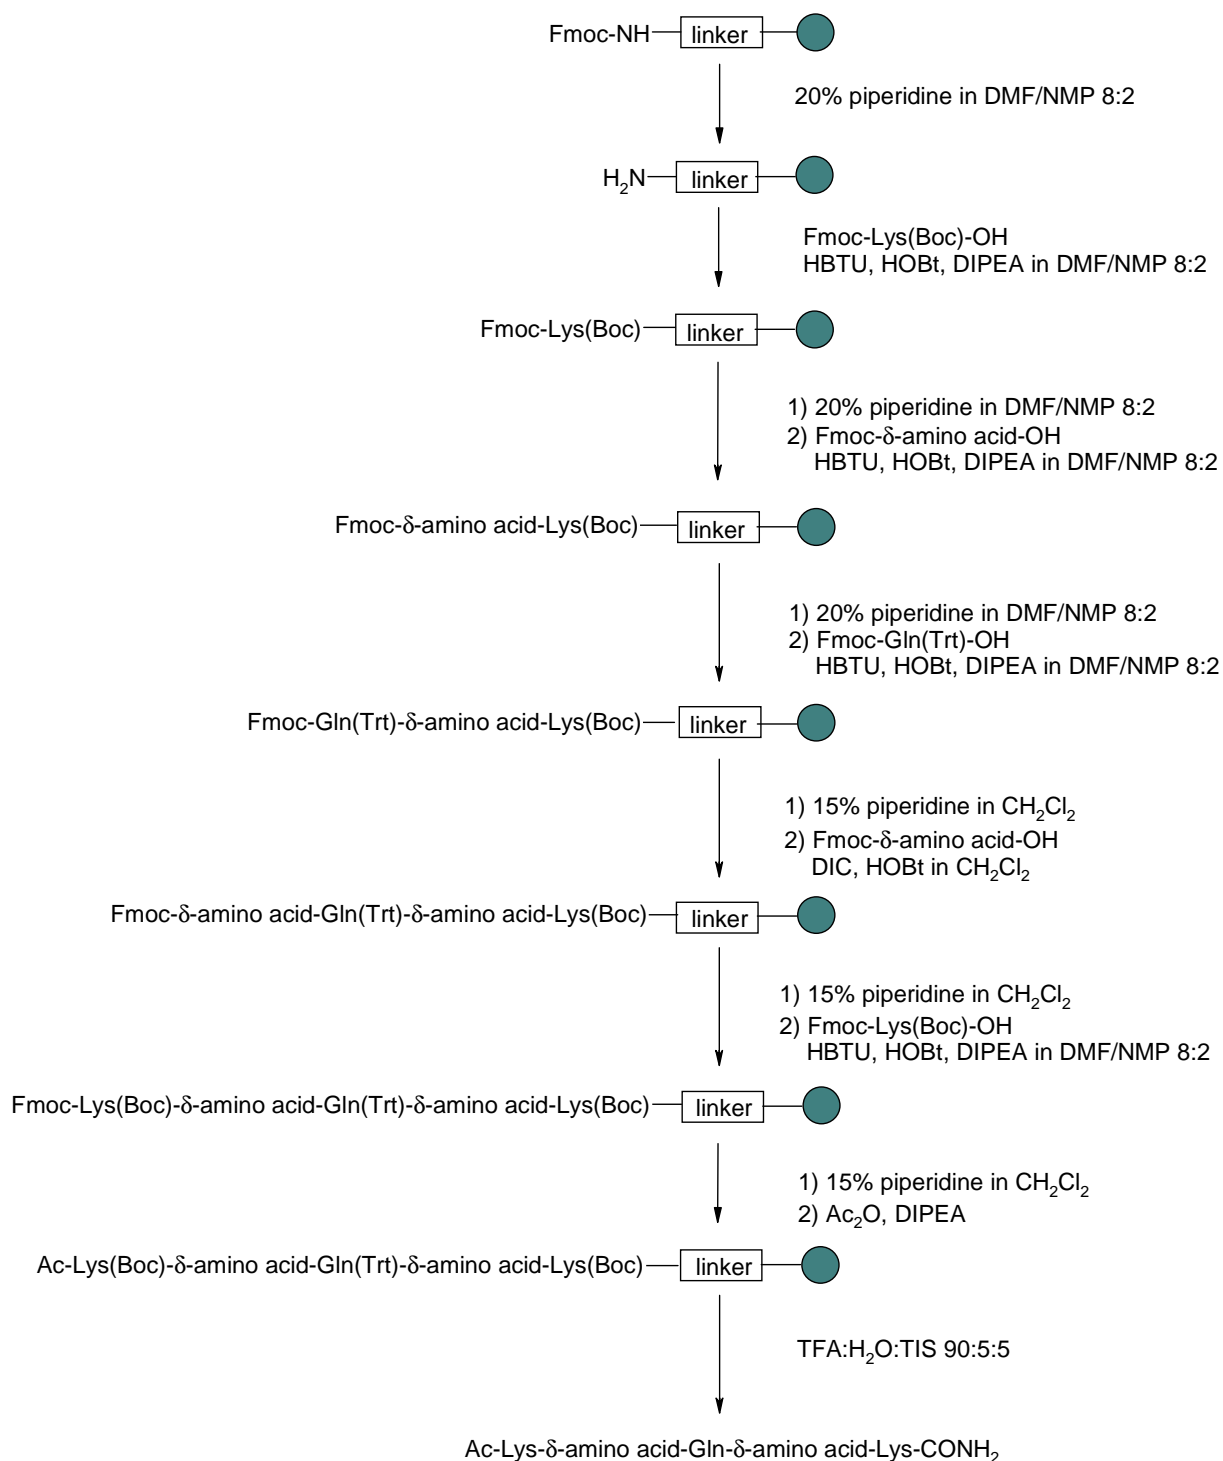 Fmoc-NH linker
20% piperidine in DMF/NMP 8:2
H₂N linker
Fmoc-Lys(Boc)-OH
HBTU, HOBt, DIPEA in DMF/NMP 8:2
Fmoc-Lys(Boc) linker
1) 20% piperidine in DMF/NMP 8:2
2) Fmoc-δ-amino acid-OH
HBTU, HOBt, DIPEA in DMF/NMP 8:2
Fmoc-δ-amino acid-Lys(Boc) linker
1) 20% piperidine in DMF/NMP 8:2
2) Fmoc-Gln(Trt)-OH
HBTU, HOBt, DIPEA in DMF/NMP 8:2
Fmoc-Gln(Trt)-δ-amino acid-Lys(Boc) linker
1) 15% piperidine in CH₂Cl₂
2) Fmoc-δ-amino acid-OH
DIC, HOBt in CH₂Cl₂
Fmoc-δ-amino acid-Gln(Trt)-δ-amino acid-Lys(Boc) linker
1) 15% piperidine in CH₂Cl₂
2) Fmoc-Lys(Boc)-OH
HBTU, HOBt, DIPEA in DMF/NMP 8:2
Fmoc-Lys(Boc)-δ-amino acid-Gln(Trt)-δ-amino acid-Lys(Boc) linker
1) 15% piperidine in CH₂Cl₂
2) Ac₂O, DIPEA
Ac-Lys(Boc)-δ-amino acid-Gln(Trt)-δ-amino acid-Lys(Boc) linker
TFA:H₂O:TIS 90:5:5
Ac-Lys-δ-amino acid-Gln-δ-amino acid-Lys-CONH₂